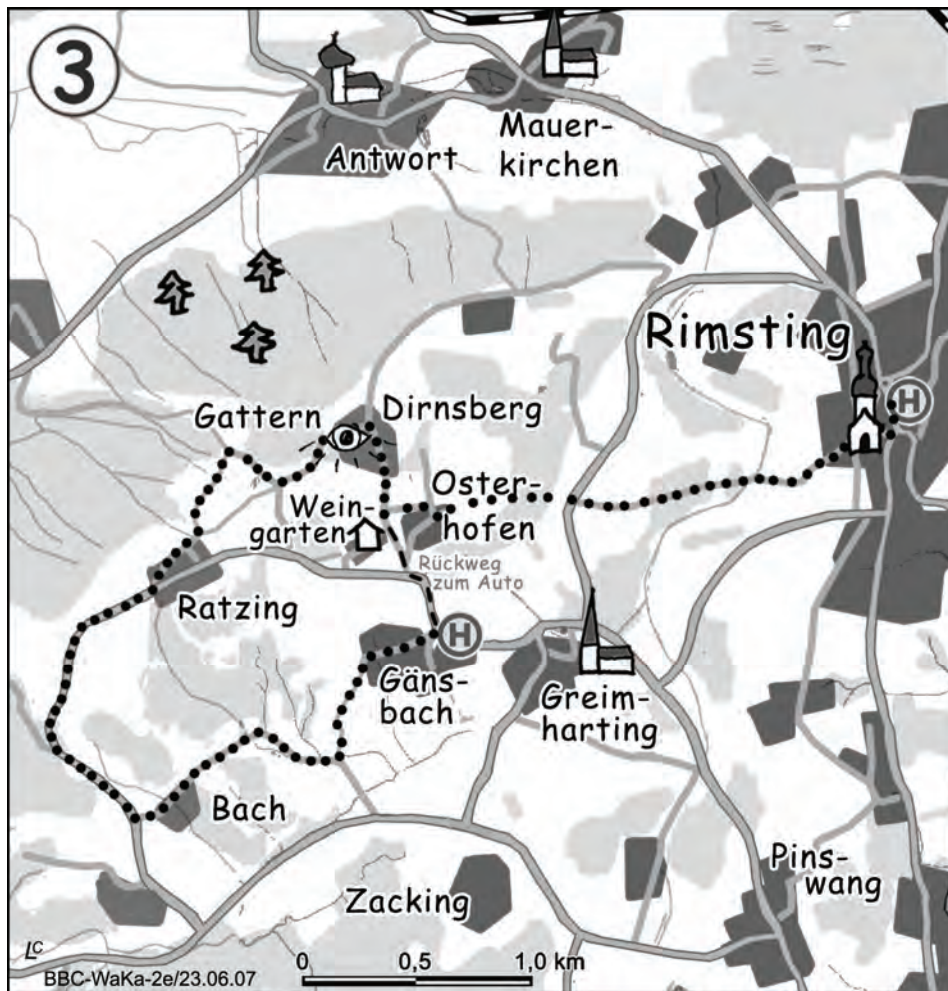 3
Antwort
Mauer-
kirchen
Rimsting
H
Gattern
Dirnsberg
Oster-
hofen
Wein-
garten
Rückweg
zum Auto
Ratzing
H
Gäns-
bach
Greim-
harting
Bach
Pins-
wang
Zacking
LC
BBC-WaKa-2e/23.06.07
0 0,5 1,0 km